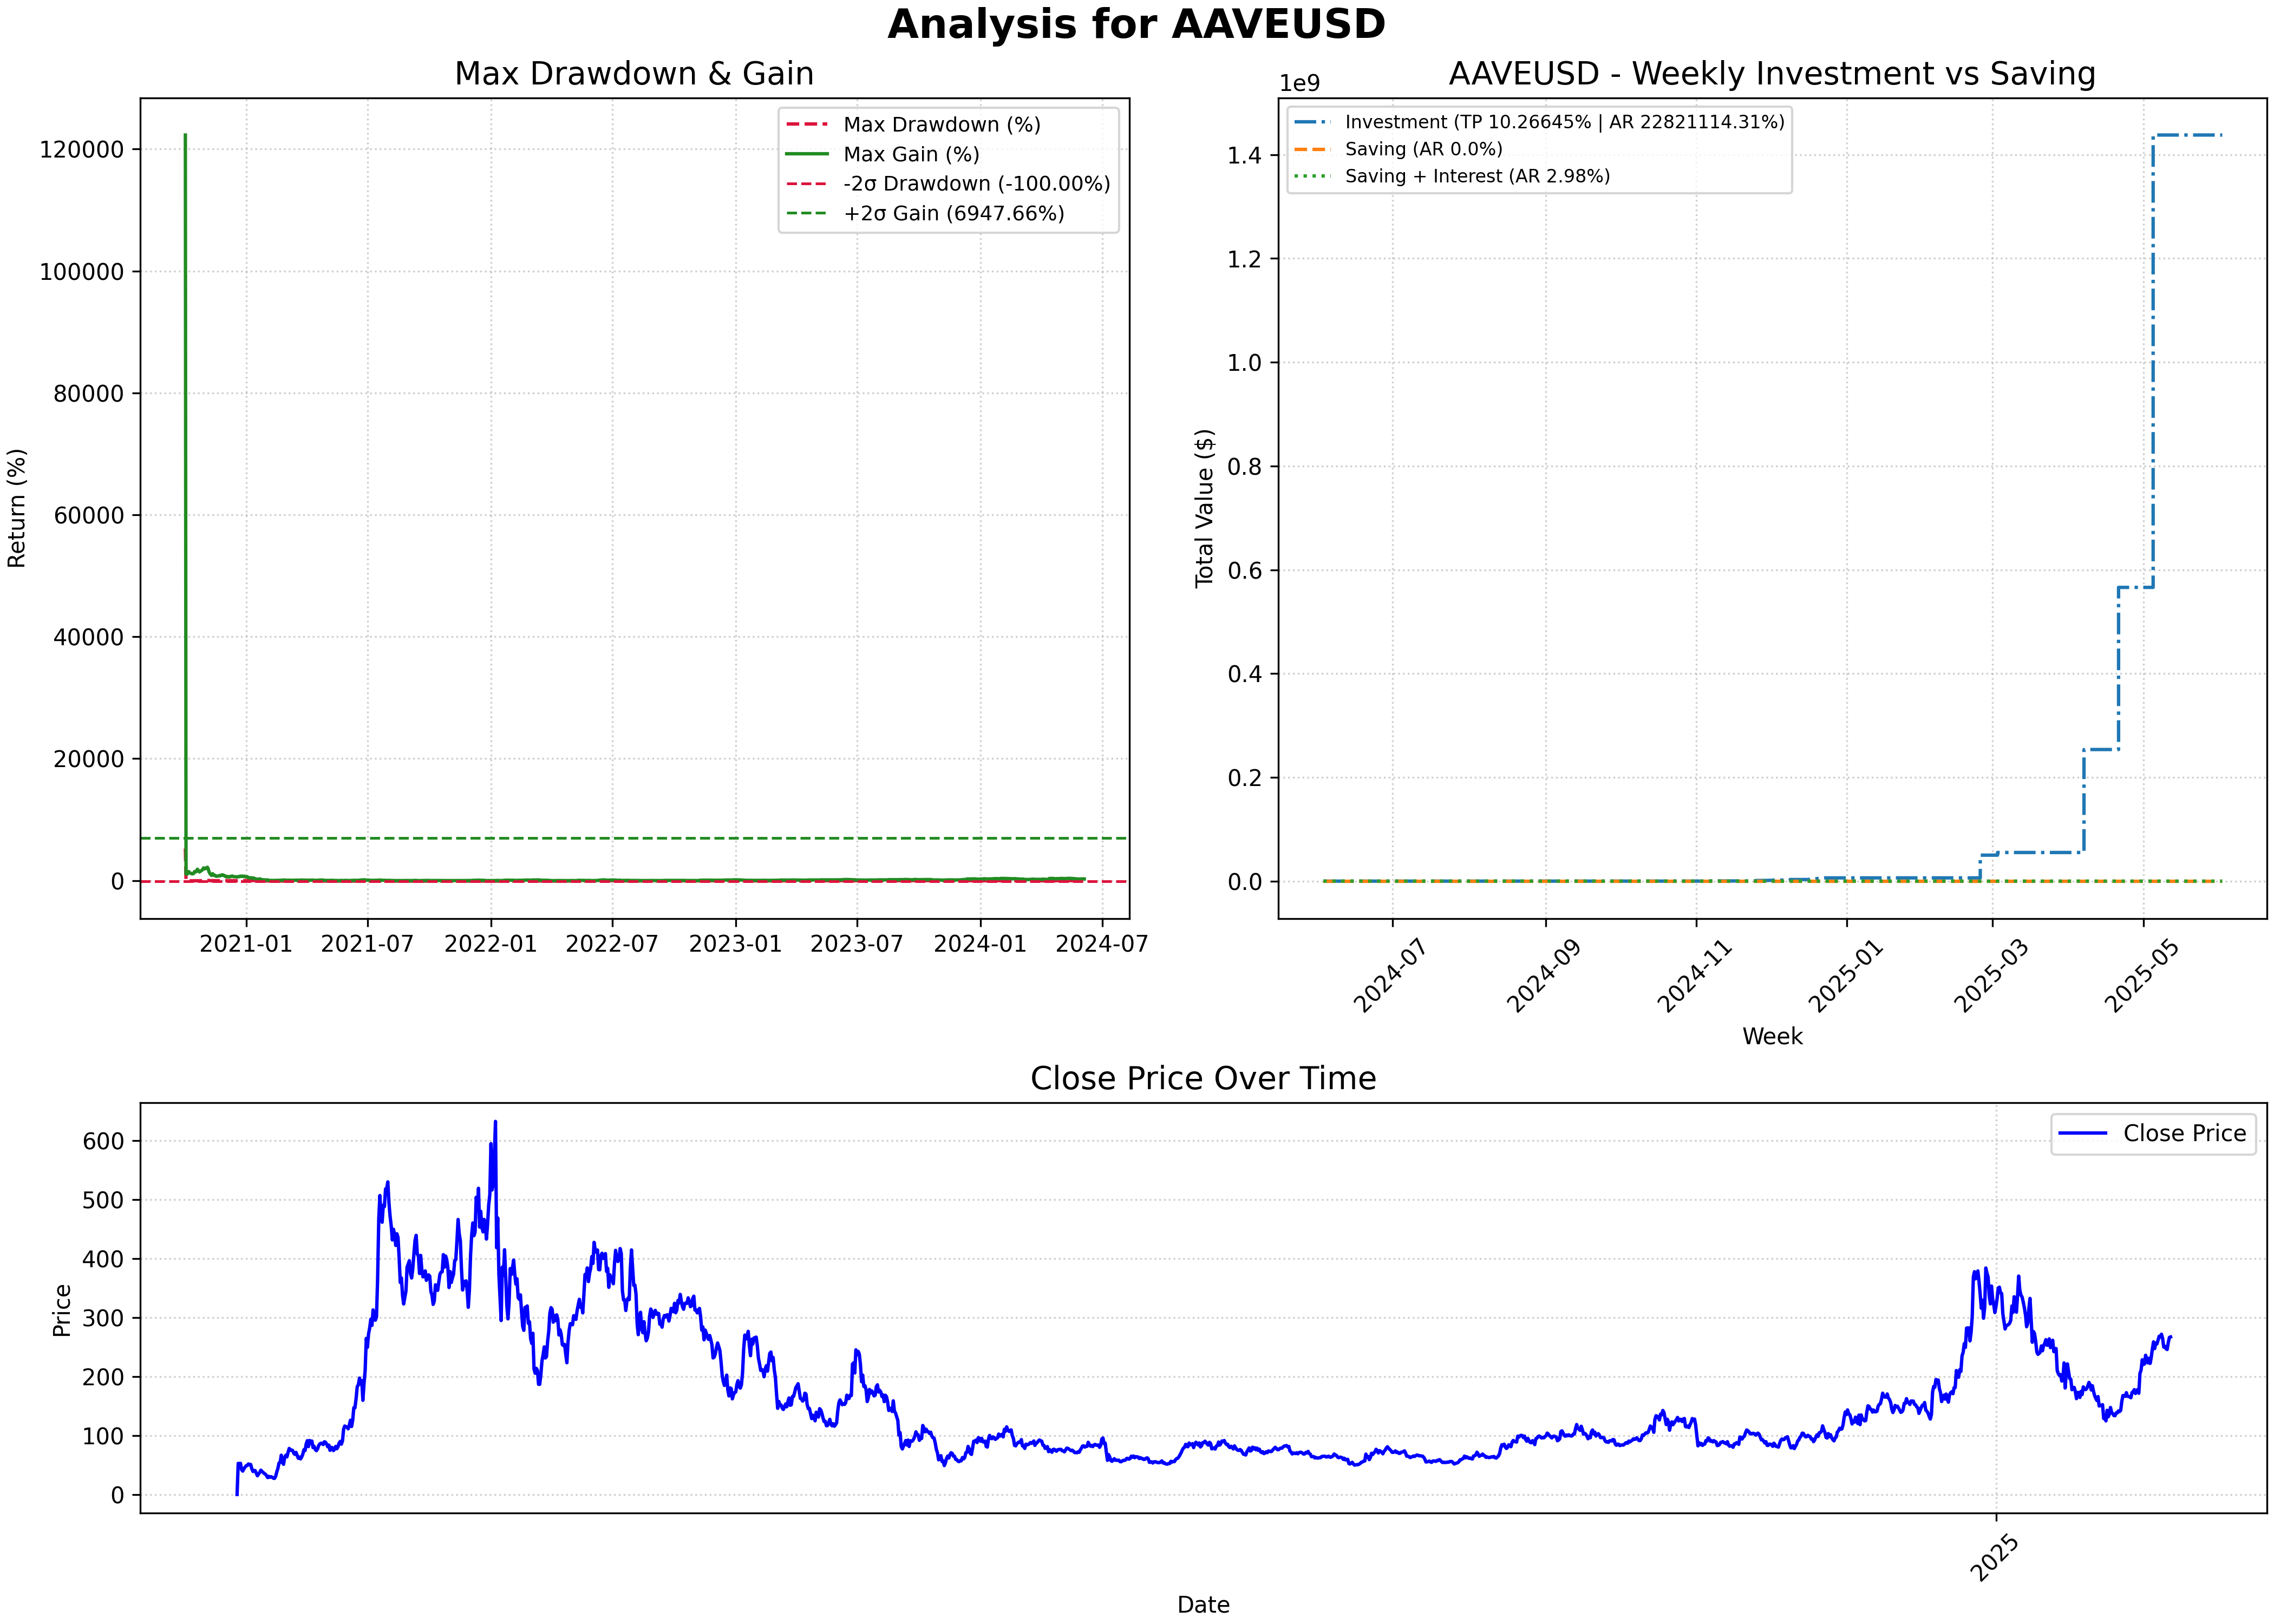 Analysis for AAVEUSD
Max Drawdown & Gain
Return (%)
120000
100000
80000
60000
40000
20000
0
Max Drawdown (%)
Max Gain (%)
-2σ Drawdown (-100.00%)
+2σ Gain (6947.66%)
2021-01
2021-07
2022-01
2022-07
2023-01
2023-07
2024-01
2024-07
AAVEUSD - Weekly Investment vs Saving
1e9
Total Value ($)
1.4
1.2
1.0
0.8
0.6
0.4
0.2
0.0
Investment (TP 10.26645% | AR 22821114.31%)
Saving (AR 0.0%)
Saving + Interest (AR 2.98%)
2024-07
2024-09
2024-11
2025-01
2025-03
2025-05
Week
Close Price Over Time
Price
600
500
400
300
200
100
0
Close Price
2025
Date